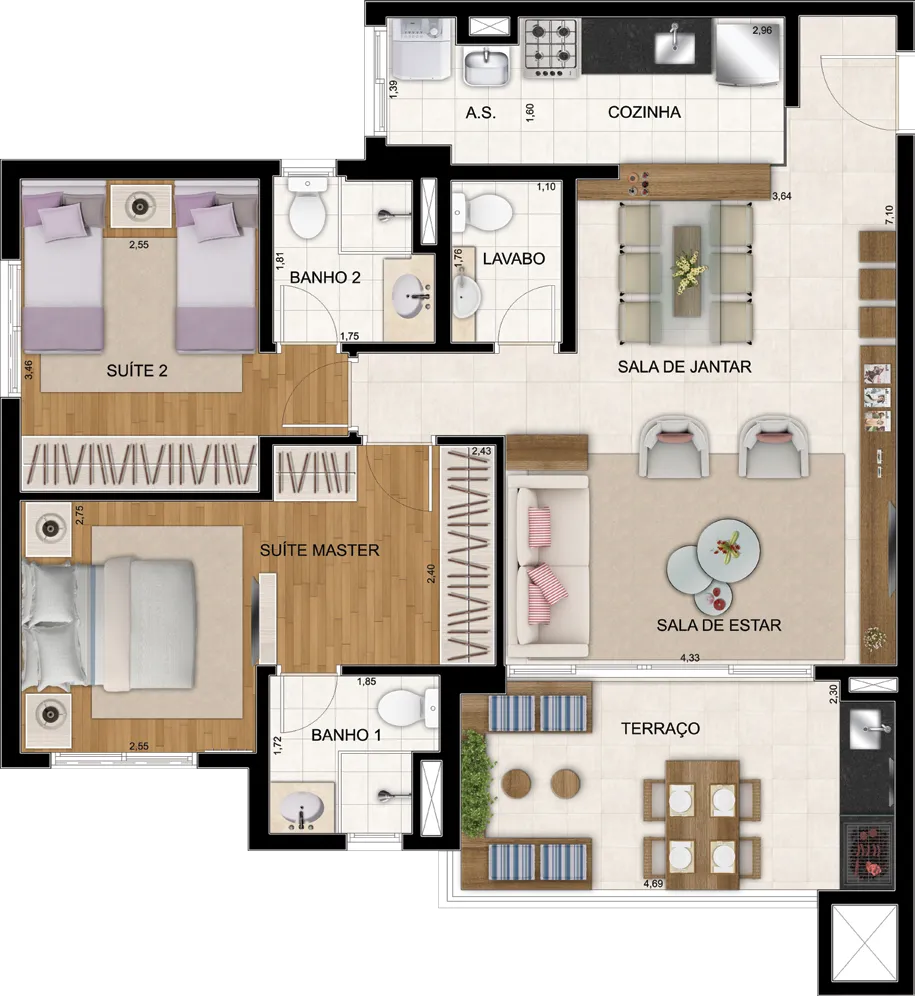 2,96
1,39
A.S.
1,60
COZINHA
1,10
3,64
7,10
2,55
1,81
BANHO 2
1,76
LAVABO
1,75
3,46
SUÍTE 2
SALA DE JANTAR
2,43
2,75
SUÍTE MASTER
2,40
SALA DE ESTAR
4,33
1,85
2,30
1,72
BANHO 1
TERRAÇO
2,55
4,69